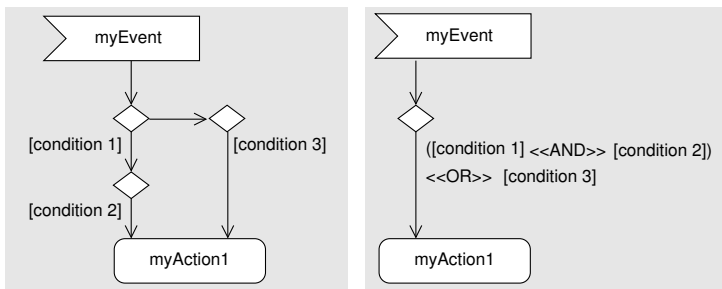 myEvent
[condition 1]
[condition 3]
[condition 2]
myAction1
myEvent
([condition 1] <<AND>> [condition 2])
<<OR>> [condition 3]
myAction1